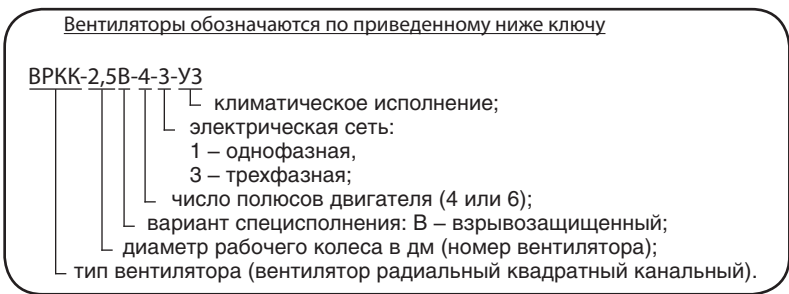 Вентиляторы обозначаются по приведенному ниже ключу
ВРКК-2,5В-4-3-У3
климатическое исполнение;
электрическая сеть:
1 – однофазная,
3 – трехфазная;
число полюсов двигателя (4 или 6);
вариант специсполнения: В – взрывозащищенный;
диаметр рабочего колеса в дм (номер вентилятора);
тип вентилятора (вентилятор радиальный квадратный канальный).